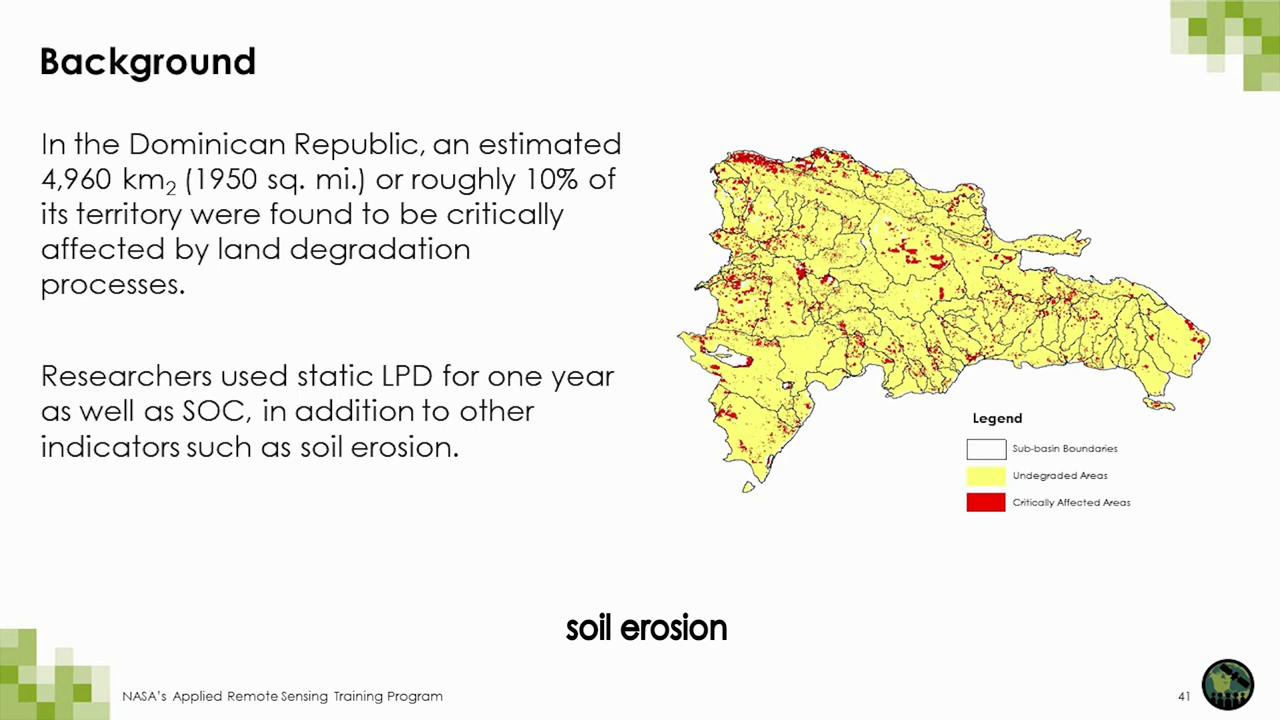 Background
In the Dominican Republic, an estimated
4,960 km₂ (1950 sq. mi.) or roughly 10% of
its territory were found to be critically
affected by land degradation
processes.
Researchers used static LPD for one year
as well as SOC, in addition to other
indicators such as soil erosion.
Legend
Sub-basin Boundaries
Undegraded Areas
Critically Affected Areas
soil erosion
NASA's Applied Remote Sensing Training Program
41